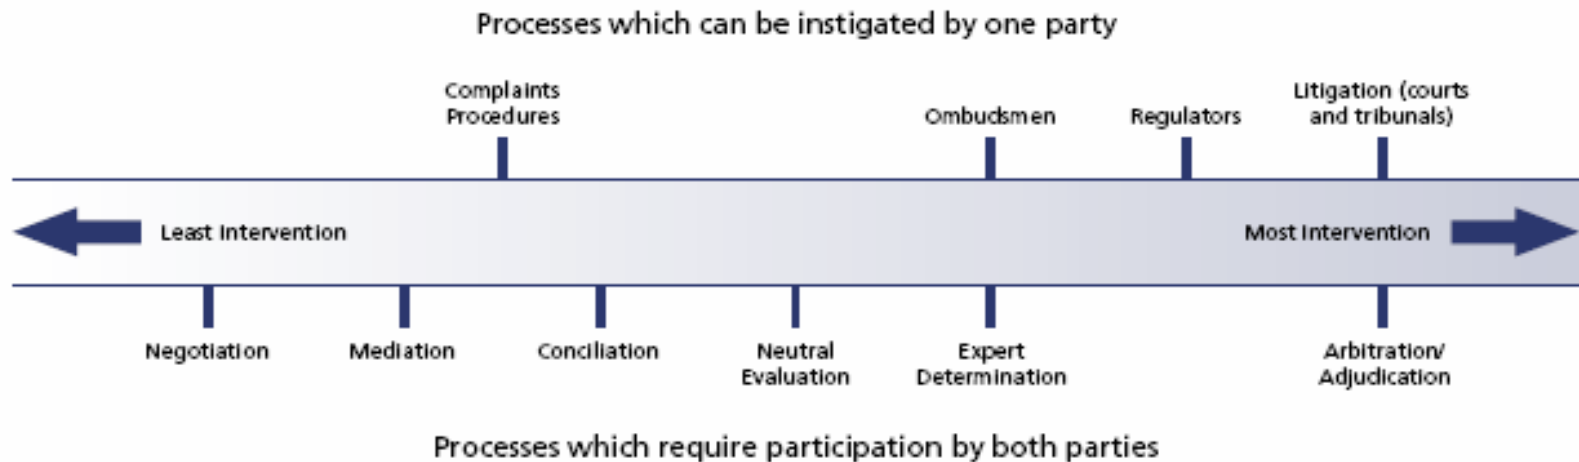 Processes which can be instigated by one party
Complaints
Procedures
Ombudsmen
Regulators
Litigation (courts
and tribunals)
Least Intervention
Most Intervention
Negotiation
Mediation
Conciliation
Neutral
Evaluation
Expert
Determination
Arbitration/
Adjudication
Processes which require participation by both parties